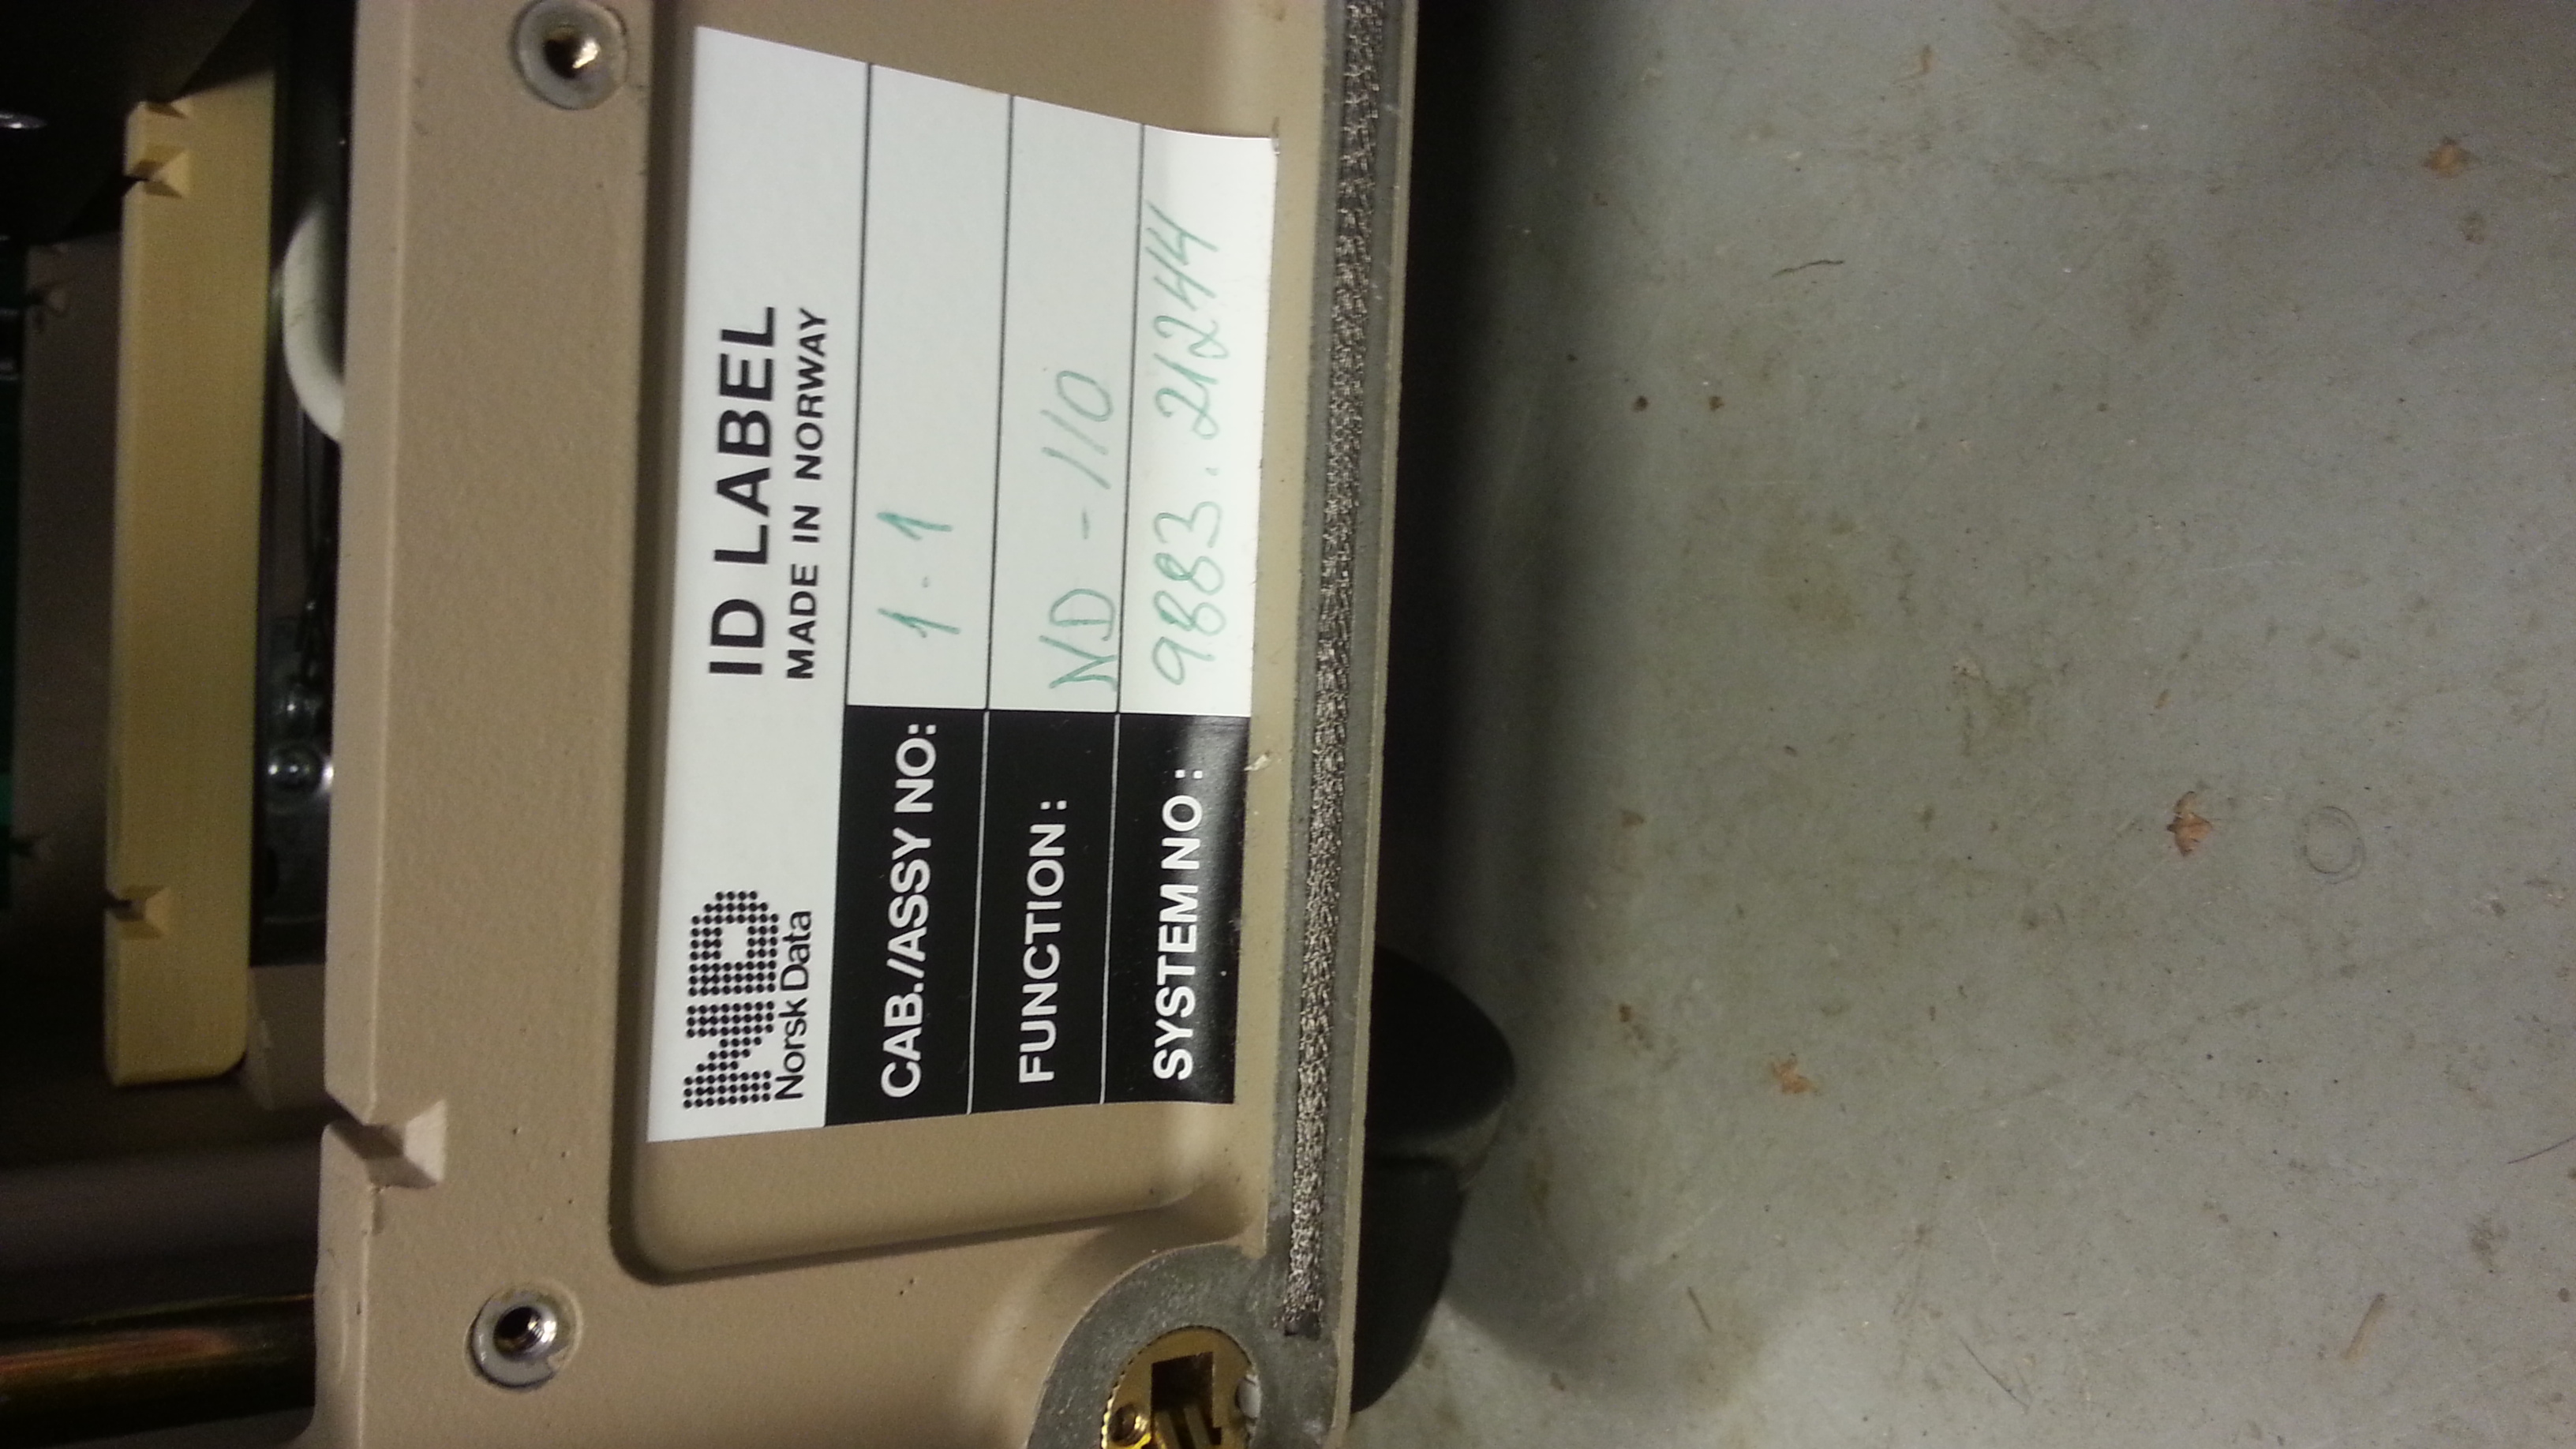 ND
Norsk Data
ID LABEL
MADE IN NORWAY
CAB./ASSY NO: 1-1
FUNCTION: ND-110
SYSTEM NO: 9883.21244